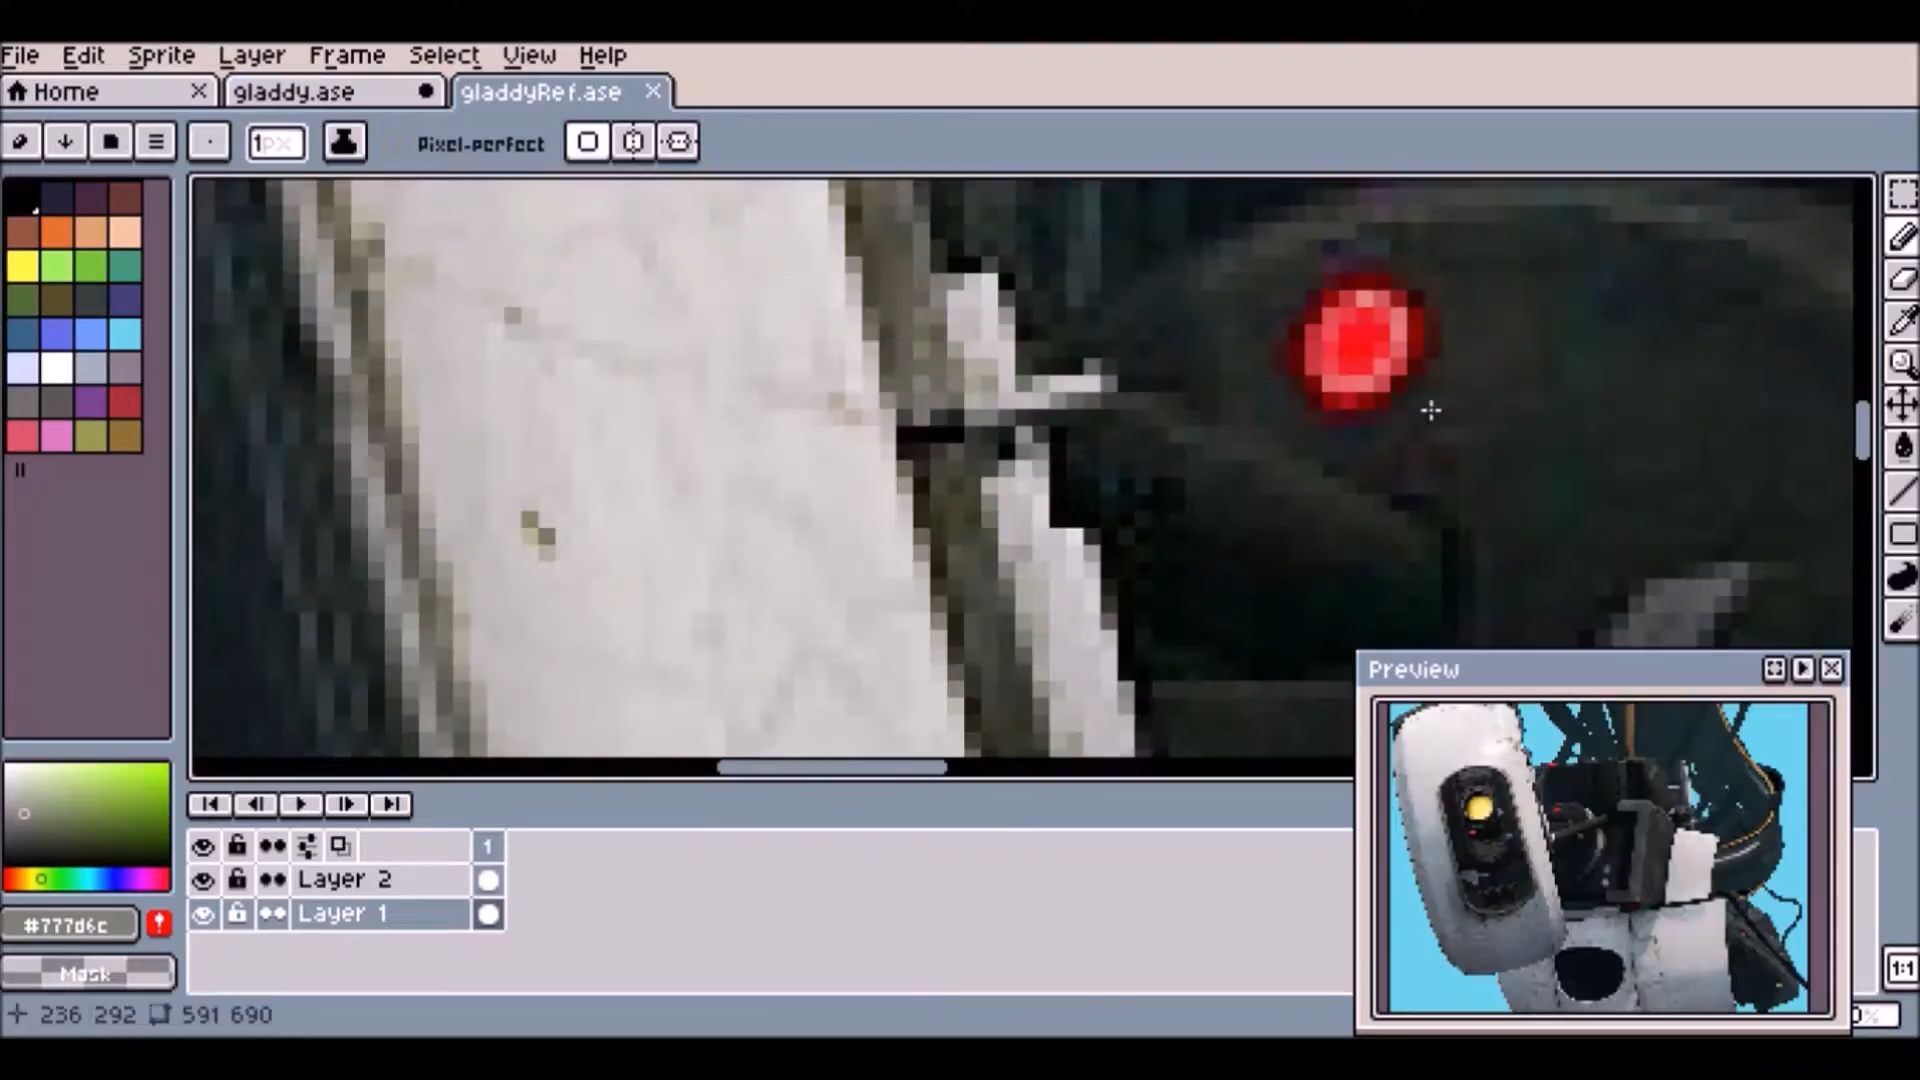 File Edit Sprite Layer Frame Select View Help
Home gladdy.ase gladdyRef.ase
1px Pixel-perfect
Preview
1
Layer 2
Layer 1
#777d6c
Mask
1:1
236 292 591 690